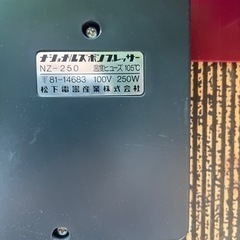 ナショナルズボンプレッサー
NZ-250 温度ヒューズ 105℃
〒81-14683 100V 250W
松下電器産業株式会社